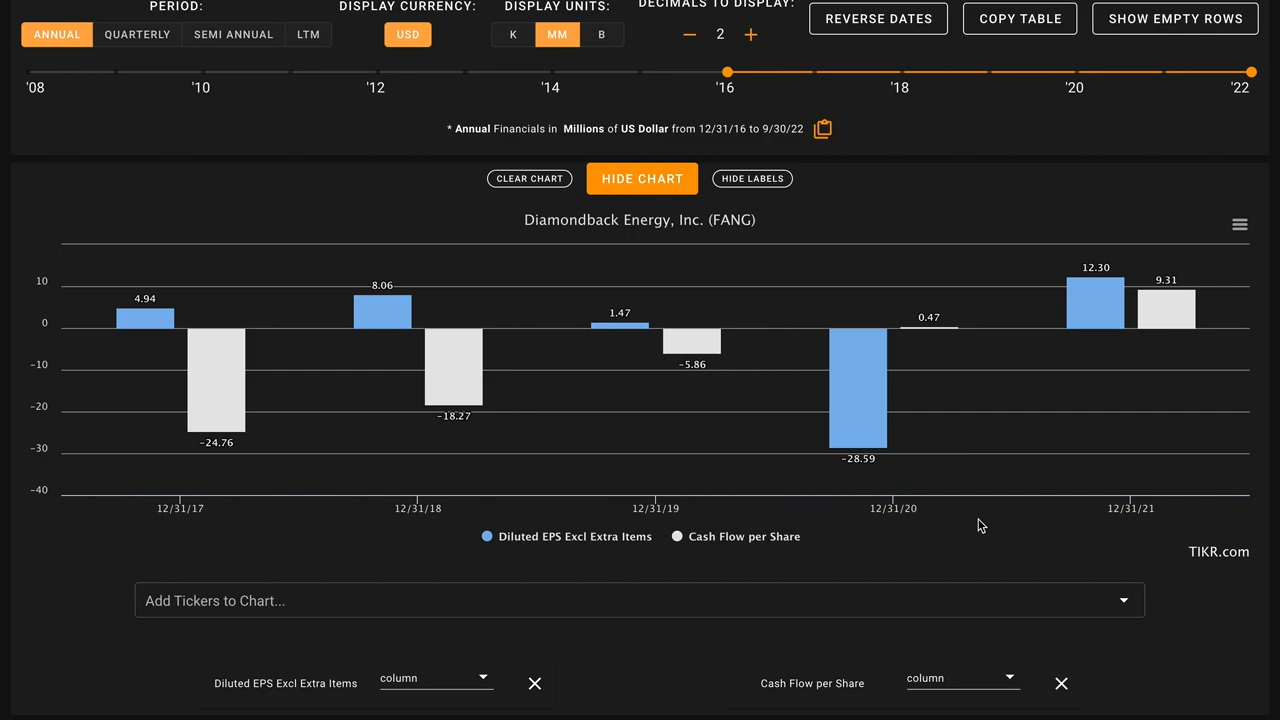 PERIOD:
DISPLAY CURRENCY:
DISPLAY UNITS:
DECIMALS TO DISPLAY:
REVERSE DATES
COPY TABLE
SHOW EMPTY ROWS
ANNUAL
QUARTERLY
SEMI ANNUAL
LTM
USD
K
MM
B
− 2 +
'08 '10 '12 '14 '16 '18 '20 '22
* Annual Financials in Millions of US Dollar from 12/31/16 to 9/30/22
CLEAR CHART
HIDE CHART
HIDE LABELS
Diamondback Energy, Inc. (FANG)
10
0
−10
−20
−30
−40
4.94
−24.76
8.06
−18.27
1.47
−5.86
−28.59
0.47
12.30
9.31
12/31/17 12/31/18 12/31/19 12/31/20 12/31/21
Diluted EPS Excl Extra Items Cash Flow per Share
TIKR.com
Add Tickers to Chart...
Diluted EPS Excl Extra Items column
Cash Flow per Share column